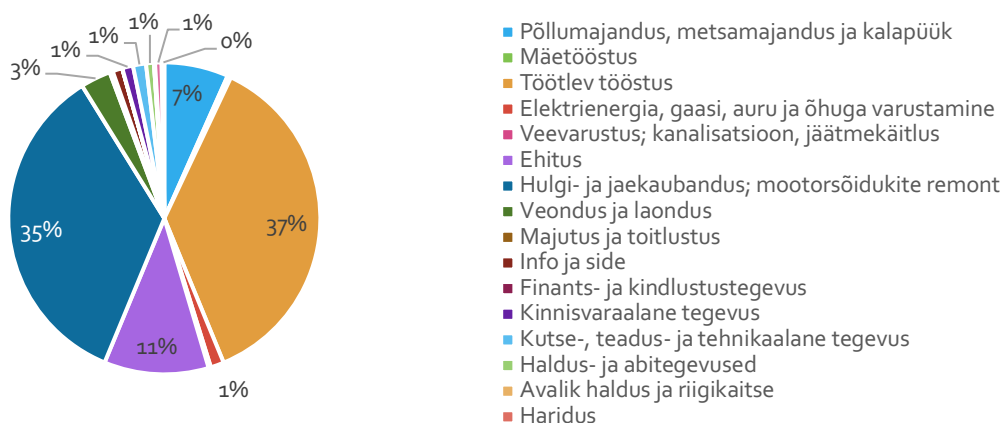 1%
1%
1%
0%
1%
3%
7%
37%
35%
11%
1%
Põllumajandus, metsamajandus ja kalapüük
Mäetööstus
Töötlev tööstus
Elektrienergia, gaasi, auru ja õhuga varustamine
Veevarustus; kanalisatsioon, jäätmekäitlus
Ehitus
Hulgi- ja jaekaubandus; mootorsõidukite remont
Veondus ja laondus
Majutus ja toitlustus
Info ja side
Finants- ja kindlustustegevus
Kinnisvaraalane tegevus
Kutse-, teadus- ja tehnikaalane tegevus
Haldus- ja abitegevused
Avalik haldus ja riigikaitse
Haridus